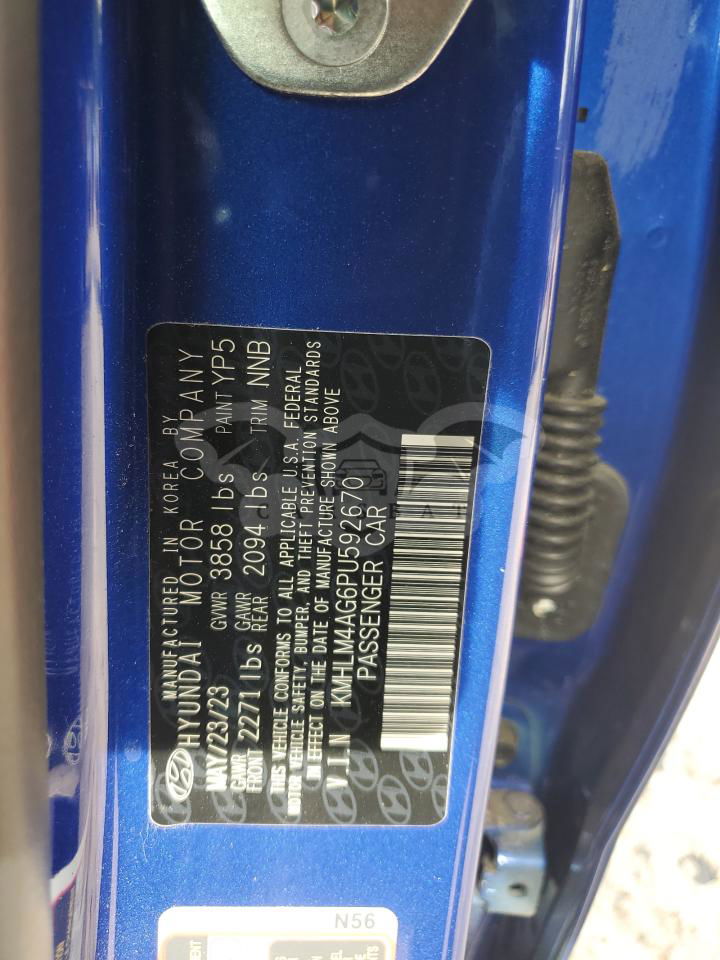 MANUFACTURED IN KOREA BY
HYUNDAI MOTOR COMPANY
MAY/23/23 GVWR 3858 lbs PAINT YP5
GAWR FRONT 2271 lbs GAWR REAR 2094 lbs TRIM NNB
THIS VEHICLE CONFORMS TO ALL APPLICABLE U.S.A. FEDERAL
MOTOR VEHICLE SAFETY, BUMPER, AND THEFT PREVENTION STANDARDS
IN EFFECT ON THE DATE OF MANUFACTURE SHOWN ABOVE
V.I.N KMHLM4AG6PU592670
PASSENGER CAR
N56